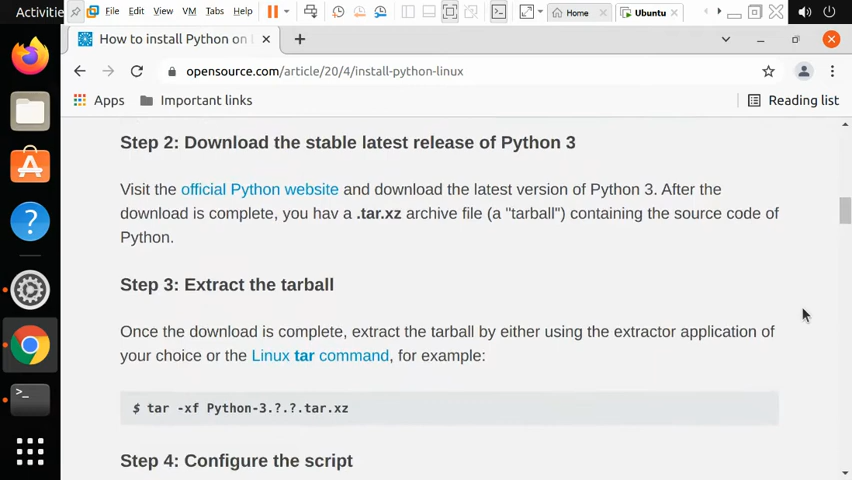 Activities File Edit View VM Tabs Help Home Ubuntu
How to install Python on L
opensource.com/article/20/4/install-python-linux
Apps Important links Reading list
Step 2: Download the stable latest release of Python 3
Visit the official Python website and download the latest version of Python 3. After the
download is complete, you hav a .tar.xz archive file (a "tarball") containing the source code of
Python.
Step 3: Extract the tarball
Once the download is complete, extract the tarball by either using the extractor application of
your choice or the Linux tar command, for example:
$ tar -xf Python-3.?.?.tar.xz
Step 4: Configure the script